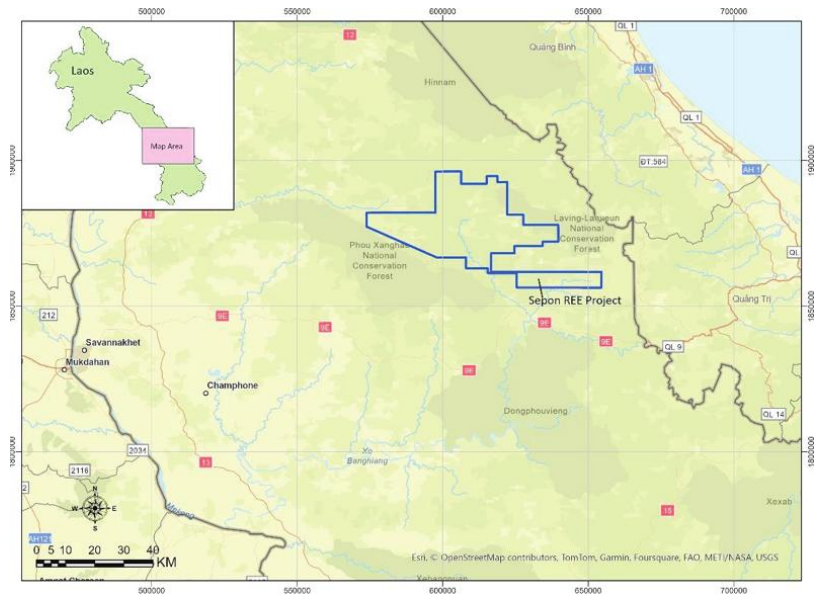 500000
550000
600000
650000
700000
Laos
Map Area
12
QL 1
Quảng Bình
AH 1
Hinnam
QL 1
ĐT.584
AH 1
1900000
1900000
13
Phou Xanghae
National
Conservation
Forest
Laving-Laveun
National
Conservation
Forest
QL
Sepon REE Project
Quảng Trị
1850000
1850000
212
9E
9E
9E
9E
QL 9
Savannakhet
Mukdahan
9E
Champhone
Dongphouvieng
QL 14
1800000
1800000
2034
Xe
Banghiang
13
2116
2
N
W
E
S
Mekong
Xexab
15
AH121
0 5 10 20 30 40
KM
Esri, © OpenStreetMap contributors, TomTom, Garmin, Foursquare, FAO, METI/NASA, USGS
500000
550000
600000
650000
700000